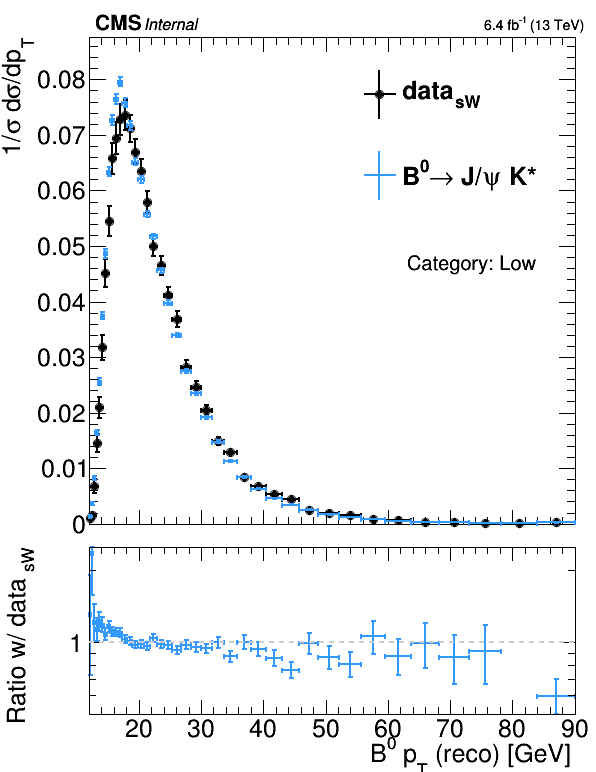 CMS Internal 6.4 fb⁻¹ (13 TeV)
1/σ dσ/dp_T
0.08
0.07
0.06
0.05
0.04
0.03
0.02
0.01
0
data_sW
B⁰→ J/ψ K*
Category: Low
Ratio w/ data _sW
1
20 30 40 50 60 70 80 90
B⁰ p_T (reco) [GeV]